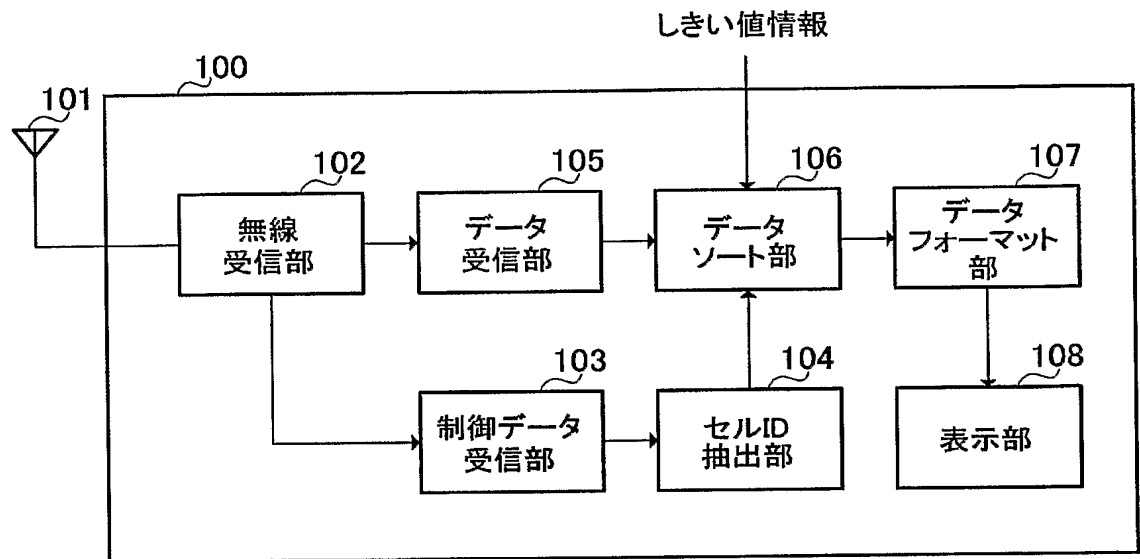 しきい値情報
100
101
102
105
106
107
無線
受信部
データ
受信部
データ
ソート部
データ
フォーマット
部
103
104
108
制御データ
受信部
セルID
抽出部
表示部